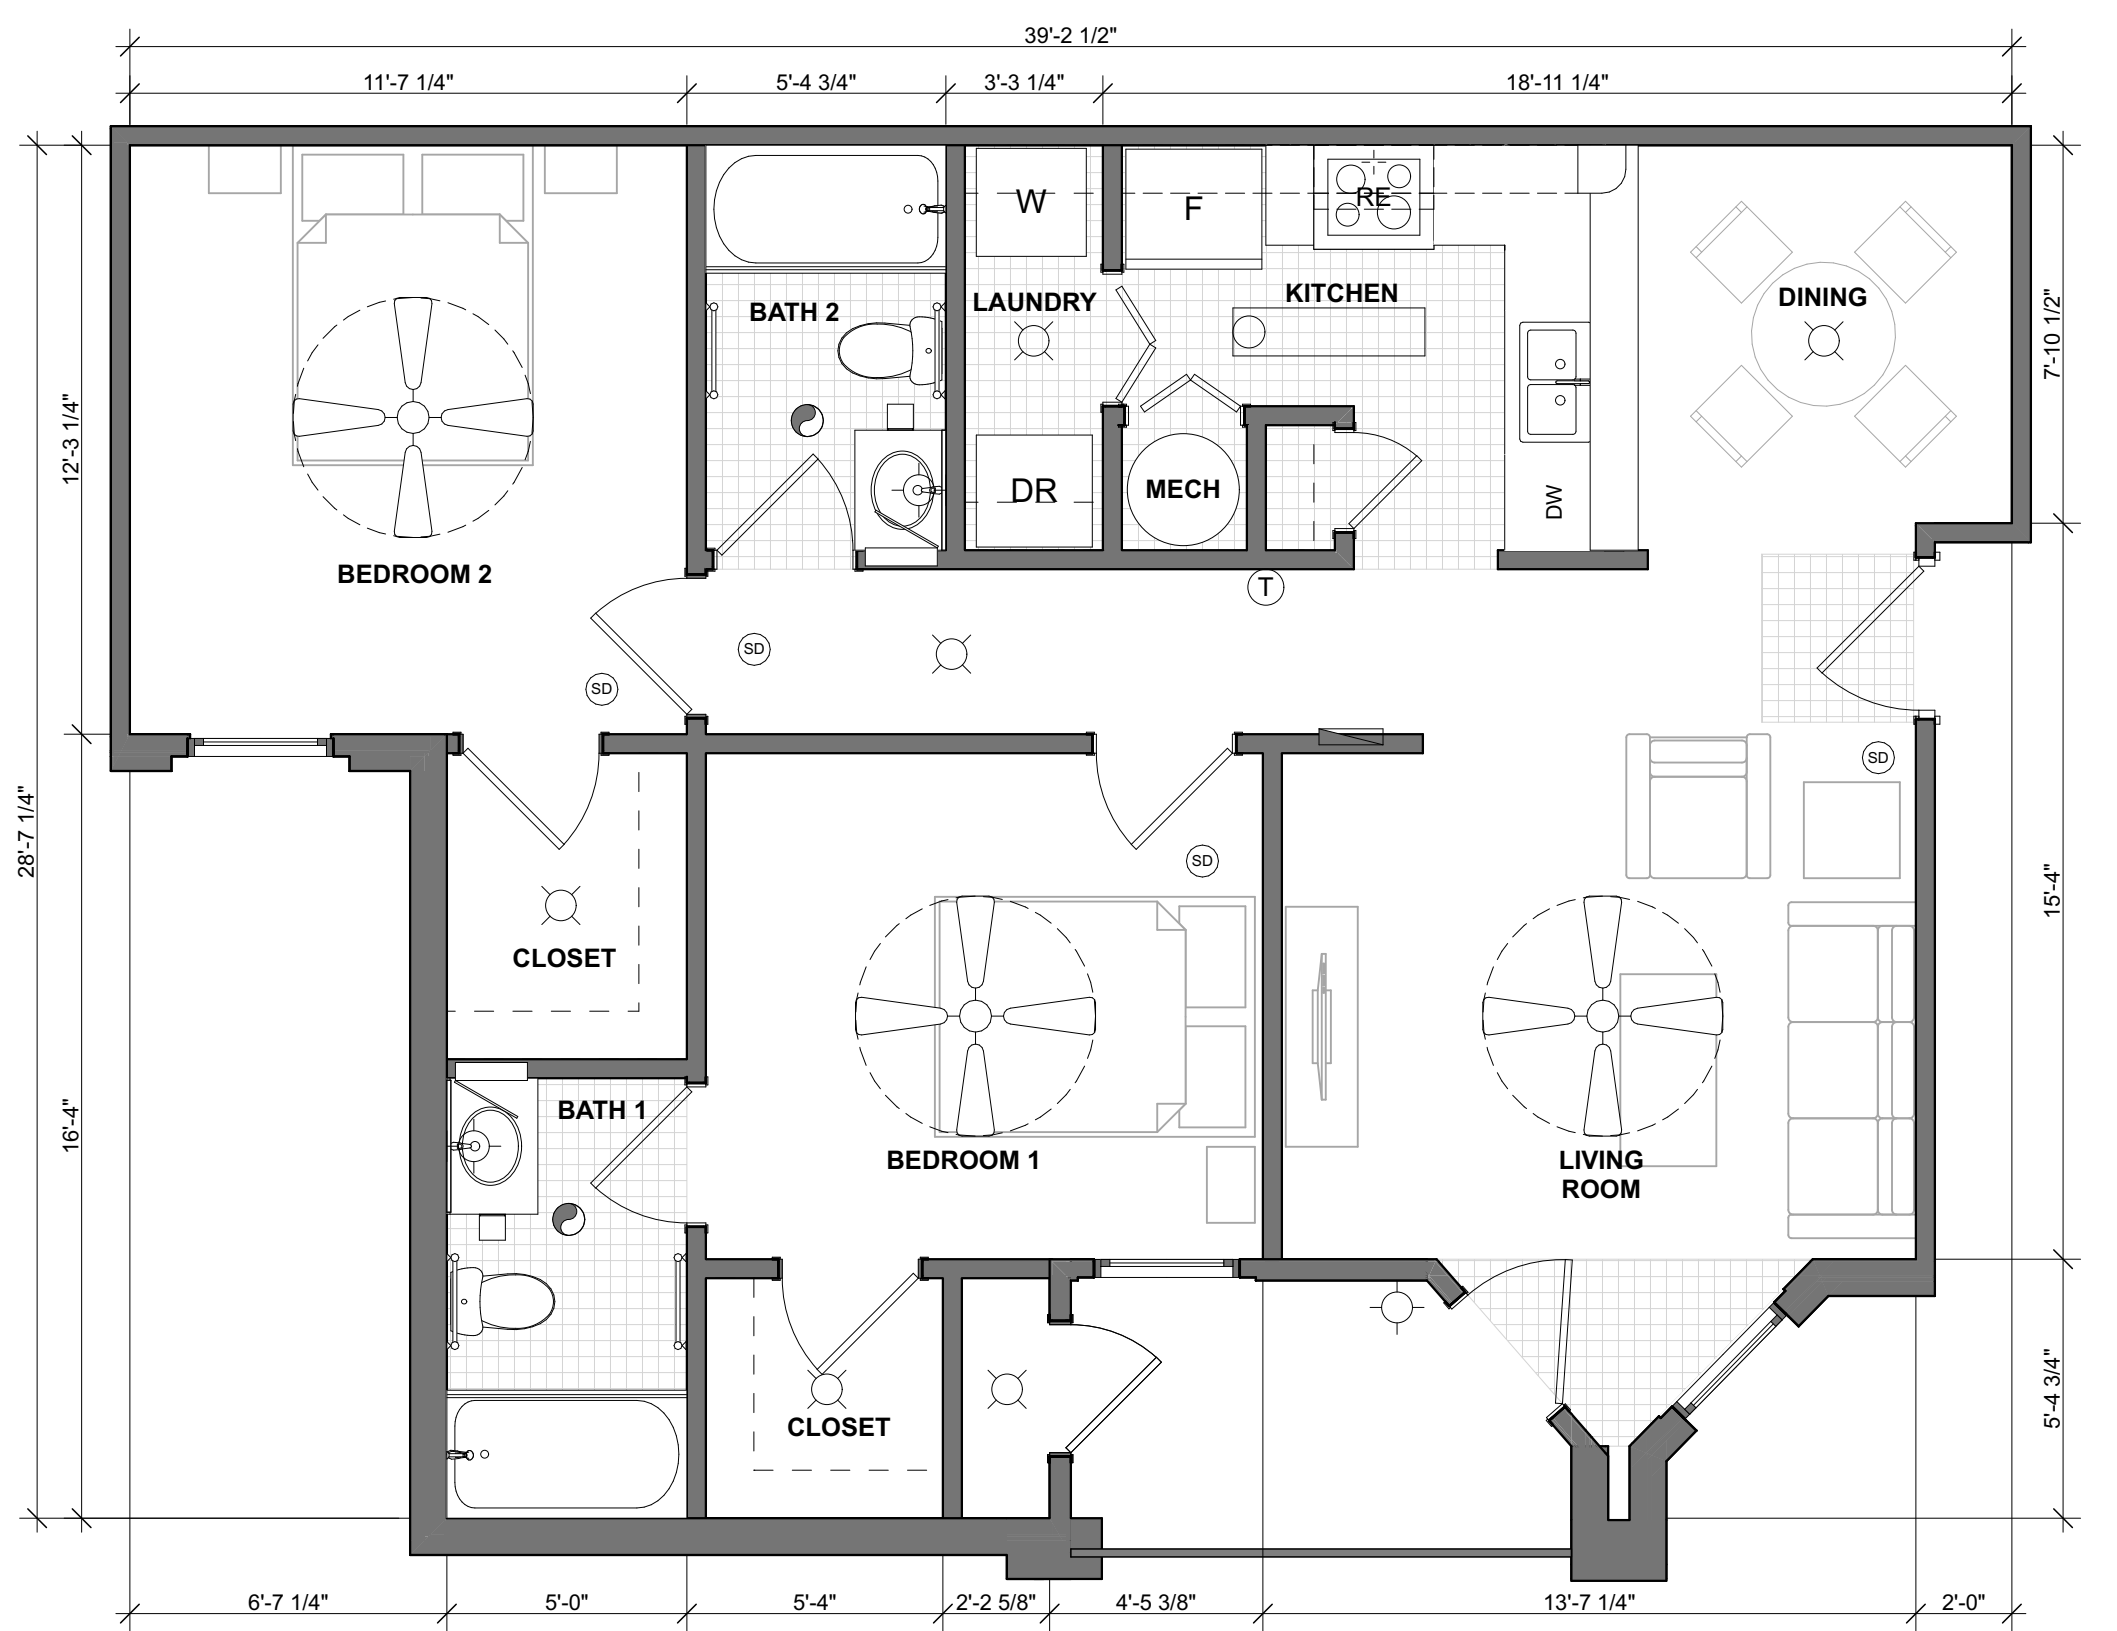 39'-2 1/2"
11'-7 1/4"
5'-4 3/4"
3'-3 1/4"
18'-11 1/4"
W
F
RE
BATH 2
LAUNDRY
KITCHEN
DINING
7'-10 1/2"
12'-3 1/4"
DR
MECH
DW
BEDROOM 2
T
SD
SD
SD
28'-7 1/4"
15'-4"
SD
CLOSET
16'-4"
BATH 1
BEDROOM 1
LIVING
ROOM
5'-4 3/4"
CLOSET
6'-7 1/4"
5'-0"
5'-4"
2'-2 5/8"
4'-5 3/8"
13'-7 1/4"
2'-0"